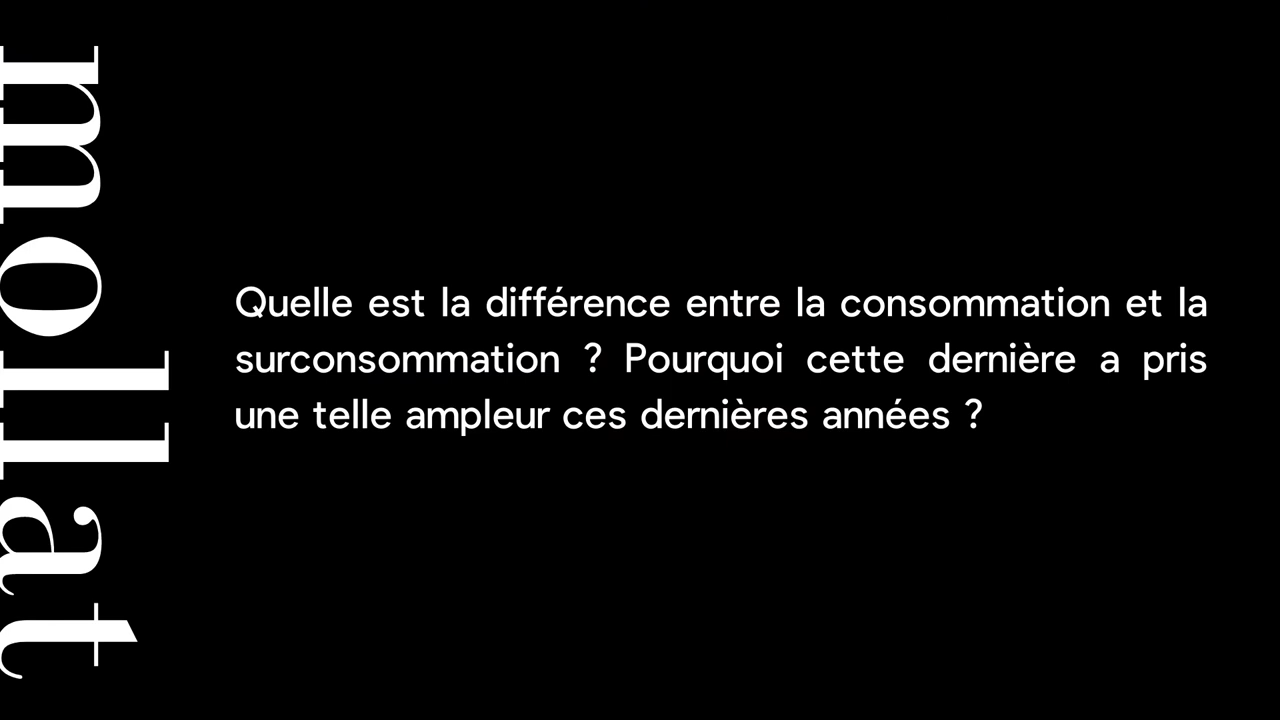 mollat
Quelle est la différence entre la consommation et la
surconsommation ? Pourquoi cette dernière a pris
une telle ampleur ces dernières années ?